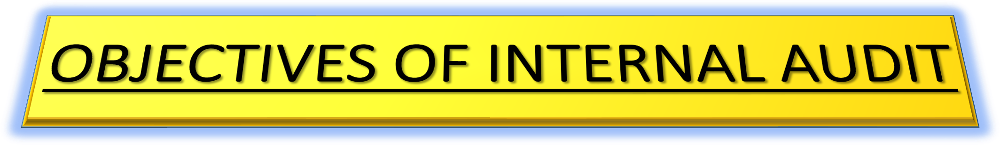 OBJECTIVES OF INTERNAL AUDIT